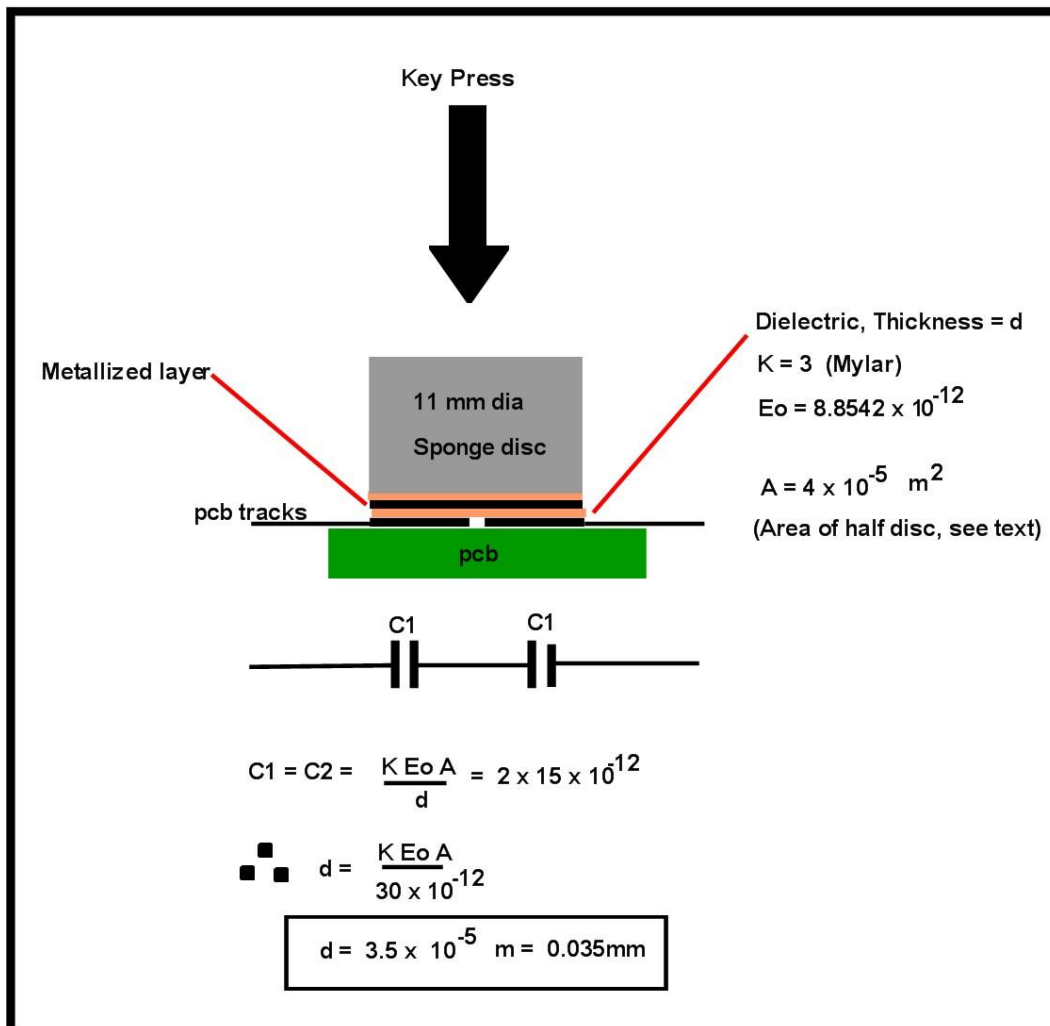 Key Press
Dielectric, Thickness = d
Metallized layer
K = 3 (Mylar)
11 mm dia
Eo = 8.8542 x 10^-12
Sponge disc
A = 4 x 10^-5 m^2
pcb tracks
(Area of half disc, see text)
pcb
C1 C1
C1 = C2 = K Eo A / d = 2 x 15 x 10^-12
∴ d = K Eo A / 30 x 10^-12
d = 3.5 x 10^-5 m = 0.035mm